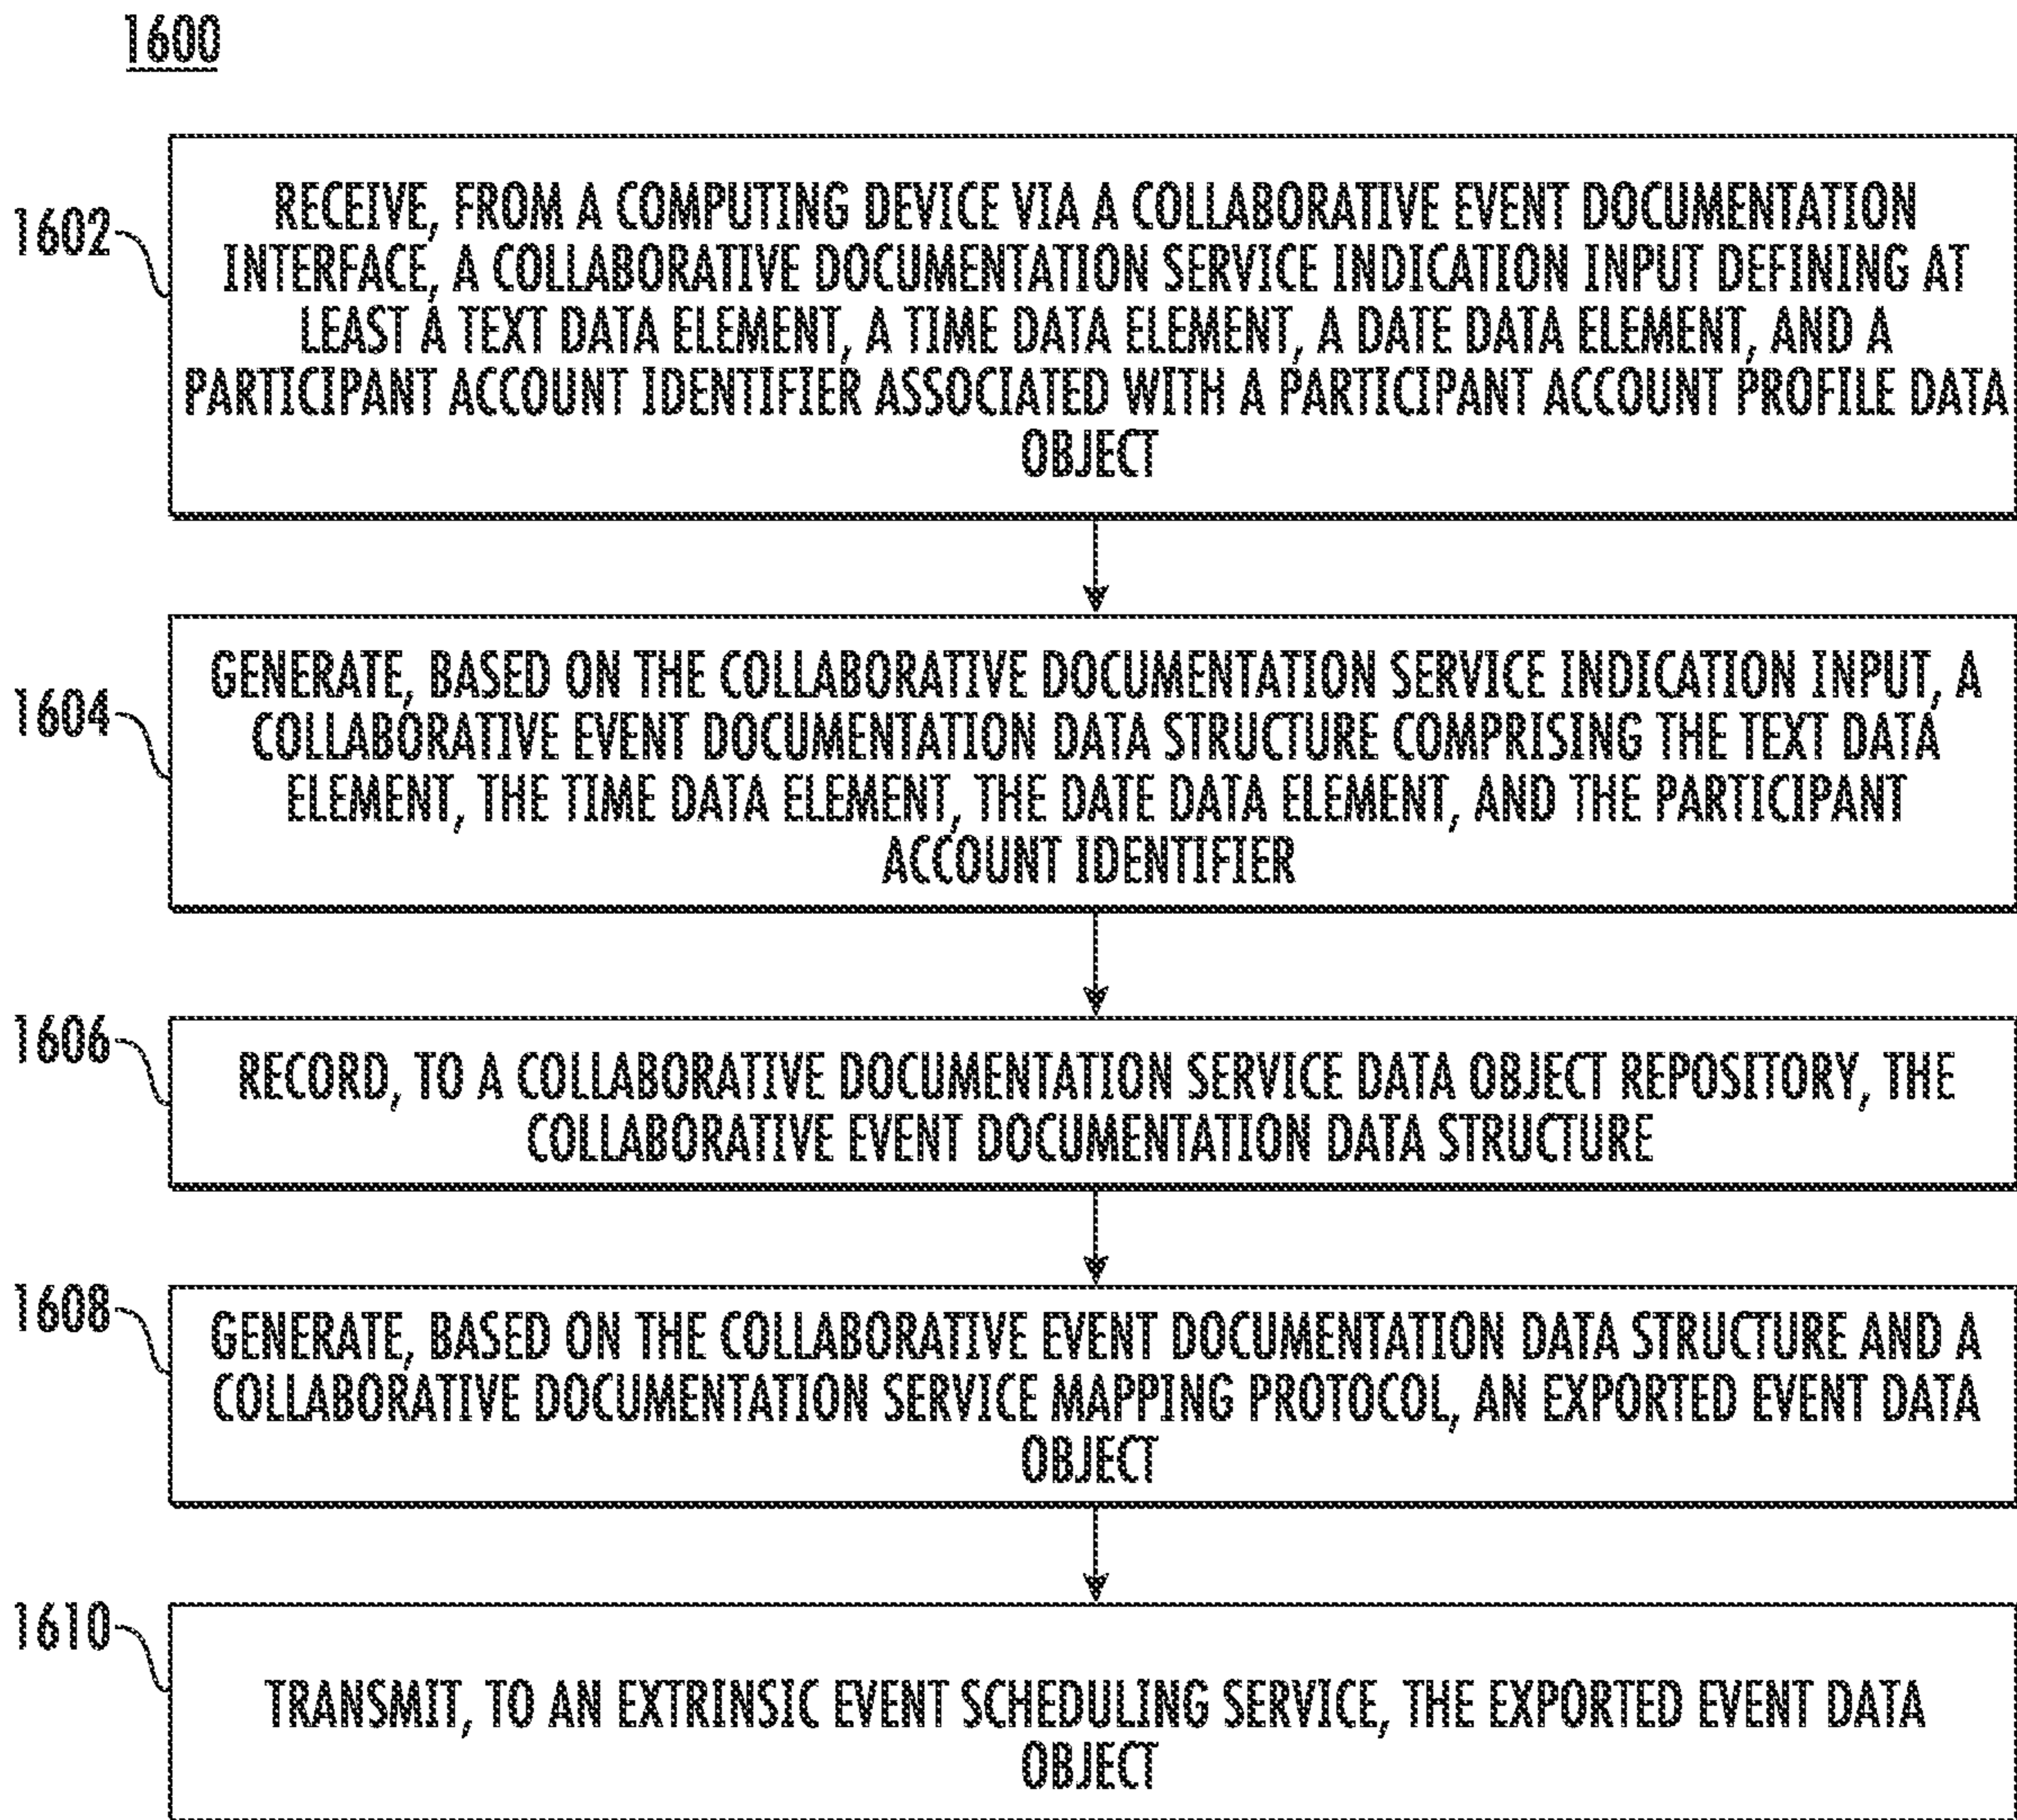 1600
1602
RECEIVE, FROM A COMPUTING DEVICE VIA A COLLABORATIVE EVENT DOCUMENTATION
INTERFACE, A COLLABORATIVE DOCUMENTATION SERVICE INDICATION INPUT DEFINING AT
LEAST A TEXT DATA ELEMENT, A TIME DATA ELEMENT, A DATE DATA ELEMENT, AND A
PARTICIPANT ACCOUNT IDENTIFIER ASSOCIATED WITH A PARTICIPANT ACCOUNT PROFILE DATA
OBJECT
1604
GENERATE, BASED ON THE COLLABORATIVE DOCUMENTATION SERVICE INDICATION INPUT, A
COLLABORATIVE EVENT DOCUMENTATION DATA STRUCTURE COMPRISING THE TEXT DATA
ELEMENT, THE TIME DATA ELEMENT, THE DATE DATA ELEMENT, AND THE PARTICIPANT
ACCOUNT IDENTIFIER
1606
RECORD, TO A COLLABORATIVE DOCUMENTATION SERVICE DATA OBJECT REPOSITORY, THE
COLLABORATIVE EVENT DOCUMENTATION DATA STRUCTURE
1608
GENERATE, BASED ON THE COLLABORATIVE EVENT DOCUMENTATION DATA STRUCTURE AND A
COLLABORATIVE DOCUMENTATION SERVICE MAPPING PROTOCOL, AN EXPORTED EVENT DATA
OBJECT
1610
TRANSMIT, TO AN EXTRINSIC EVENT SCHEDULING SERVICE, THE EXPORTED EVENT DATA
OBJECT